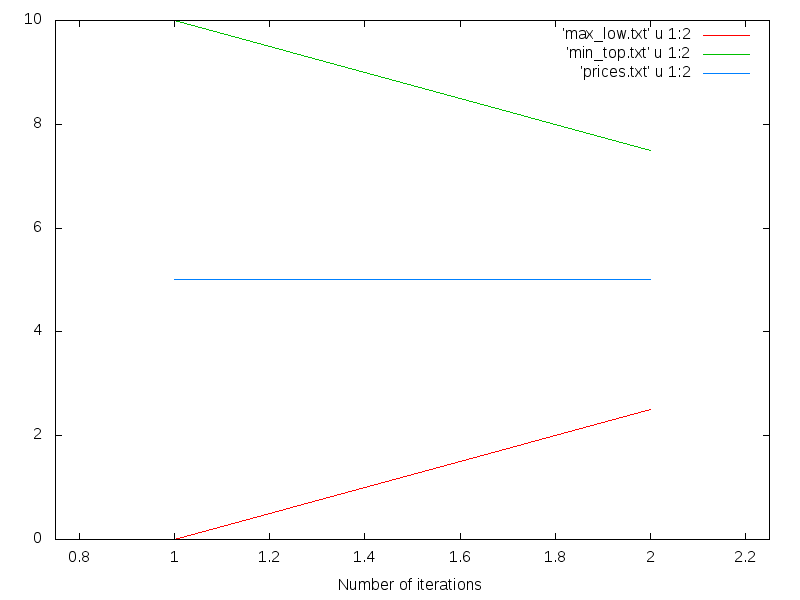 10
8
6
4
2
0
'max_low.txt' u 1:2
'min_top.txt' u 1:2
'prices.txt' u 1:2
0.8 1 1.2 1.4 1.6 1.8 2 2.2
Number of iterations